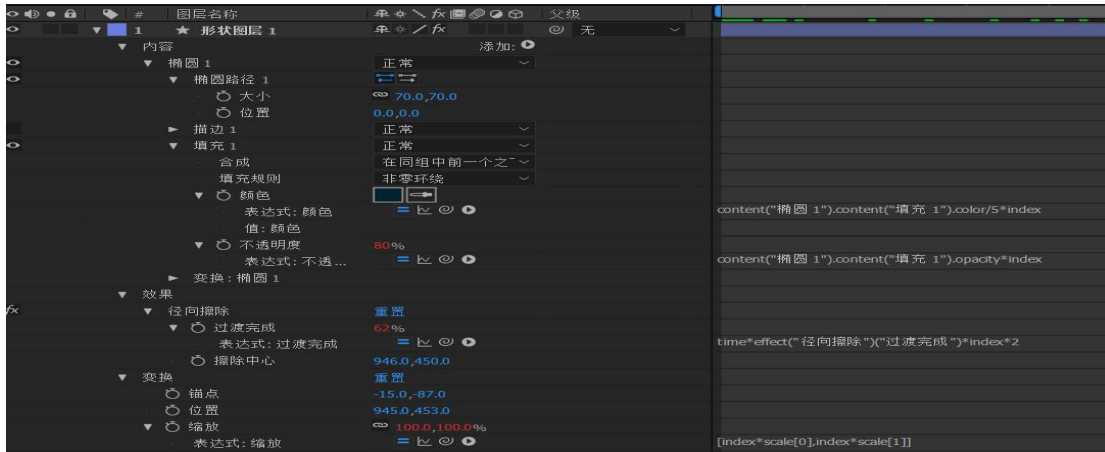 # 图层名称 父级
1 ★ 形状图层 1 无
内容 添加:
椭圆 1 正常
椭圆路径 1
大小 70.0,70.0
位置 0.0,0.0
描边 1 正常
填充 1 正常
合成 在同组中前一个之
填充规则 非零环绕
颜色
表达式: 颜色 content("椭圆 1").content("填充 1").color/5*index
值: 颜色
不透明度 80%
表达式: 不透... content("椭圆 1").content("填充 1").opacity*index
变换: 椭圆 1
效果
fx 径向擦除 重置
过渡完成 62%
表达式: 过渡完成 time*effect("径向擦除")("过渡完成")*index*2
擦除中心 946.0,450.0
变换 重置
锚点 -15.0,-87.0
位置 945.0,453.0
缩放 100.0,100.0%
表达式: 缩放 [index*scale[0],index*scale[1]]